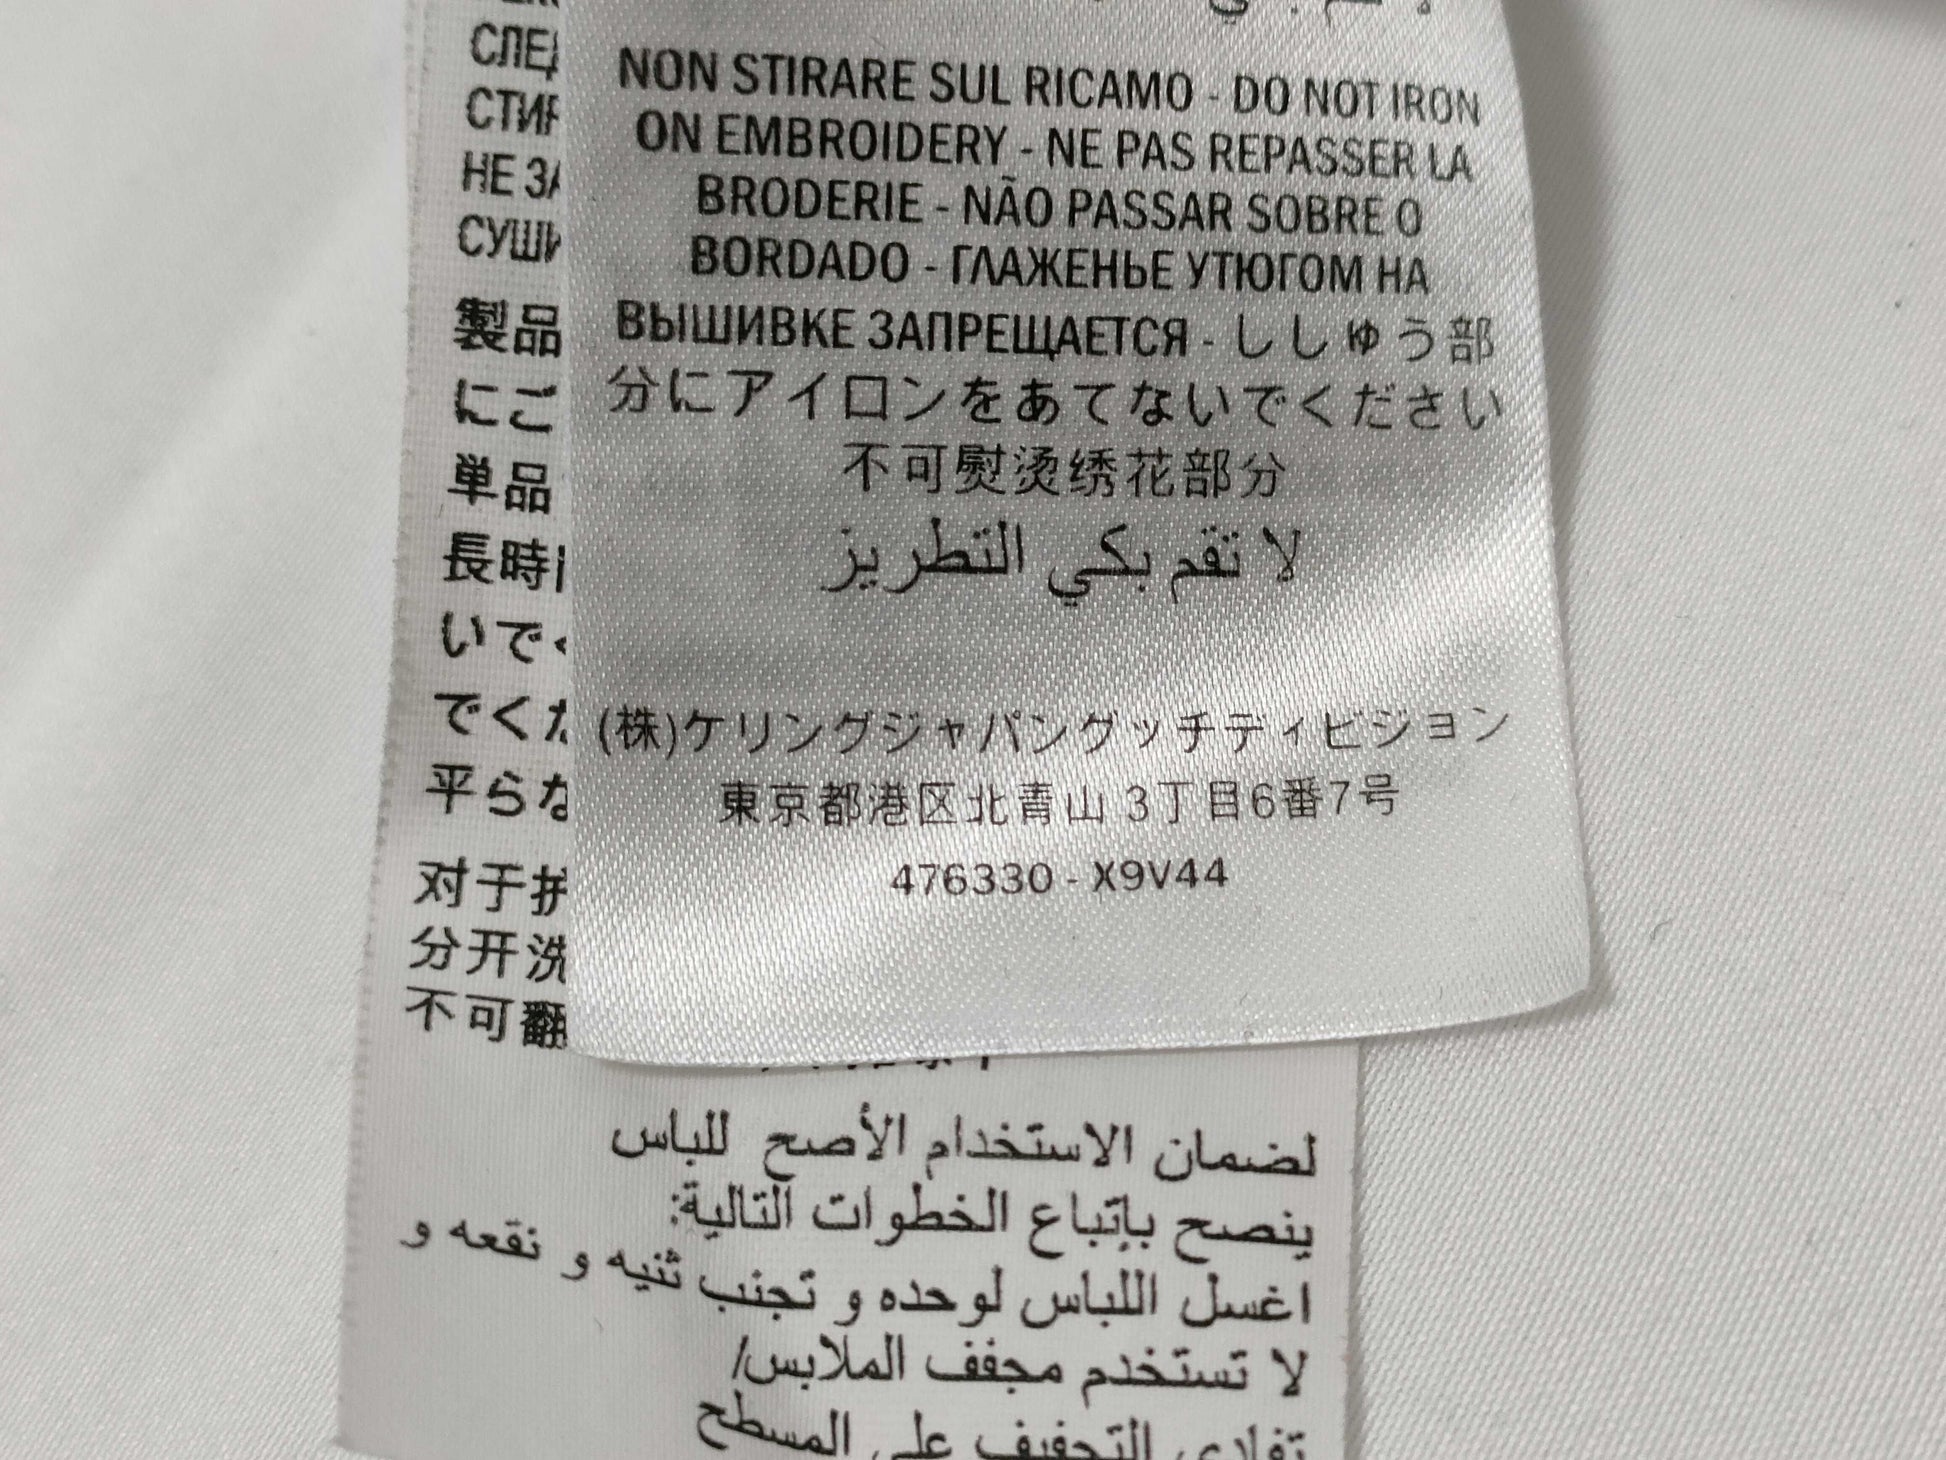 NON STIRARE SUL RICAMO - DO NOT IRON
ON EMBROIDERY - NE PAS REPASSER LA
BRODERIE - NÃO PASSAR SOBRE O
BORDADO - ГЛАЖЕНЬЕ УТЮГОМ НА
ВЫШИВКЕ ЗАПРЕЩАЕТСЯ - ししゅう部
分にアイロンをあてないでください
不可熨烫绣花部分
لا تقم بكي التطريز
(株)ケリングジャパングッチディビジョン
東京都港区北青山 3丁目6番7号
476330 - X9V44
СЛЕД
СТИР
НЕ ЗА
СУШИ
製品
にご
単品
長時
いでく
でくだ
平らな
对于
分开洗
不可翻
لضمان الاستخدام الأصح للباس
ينصح بإتباع الخطوات التالية:
اغسل اللباس لوحده و تجنب ثنيه و نقعه و
لا تستخدم مجفف الملابس/
تفادي التجفيف على المسطح